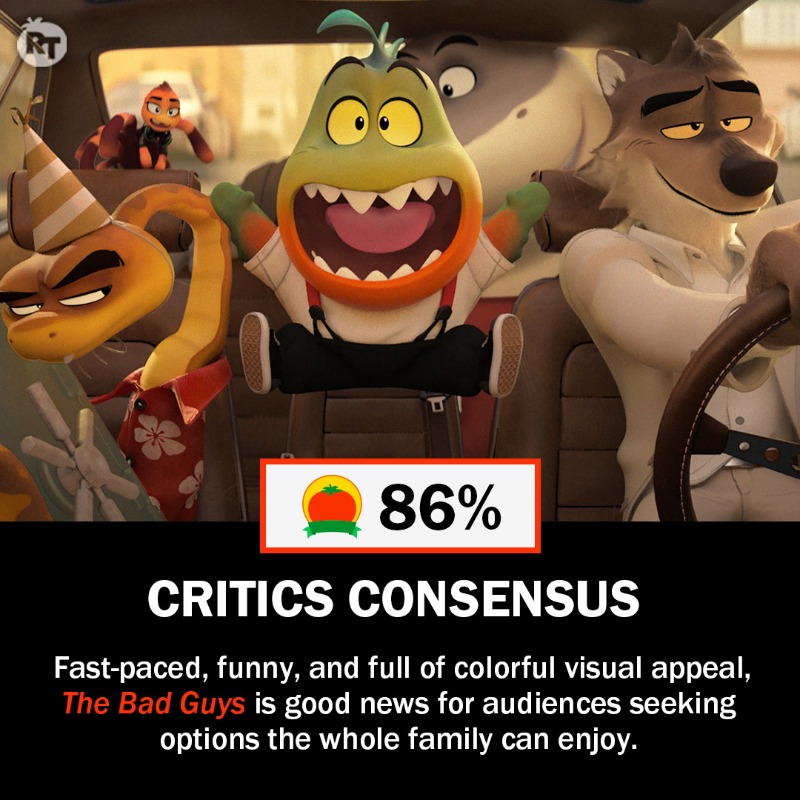 RT
86%
CRITICS CONSENSUS
Fast-paced, funny, and full of colorful visual appeal,
The Bad Guys is good news for audiences seeking
options the whole family can enjoy.